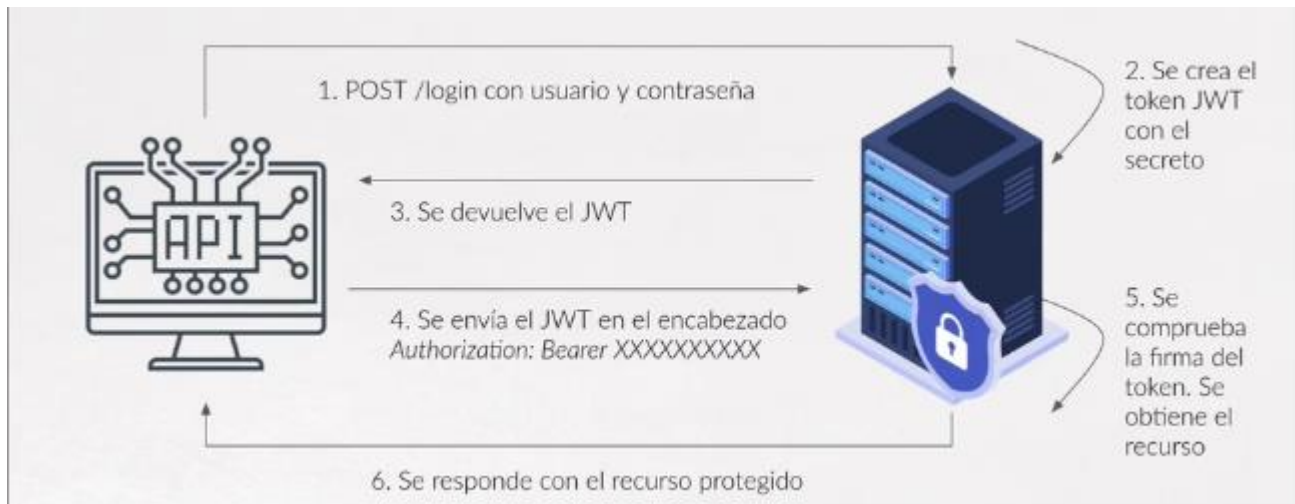 1. POST /login con usuario y contraseña
2. Se crea el
token JWT
con el
secreto
API
3. Se devuelve el JWT
4. Se envía el JWT en el encabezado
Authorization: Bearer XXXXXXXXXX
5. Se
comprueba
la firma del
token. Se
obtiene el
recurso
6. Se responde con el recurso protegido